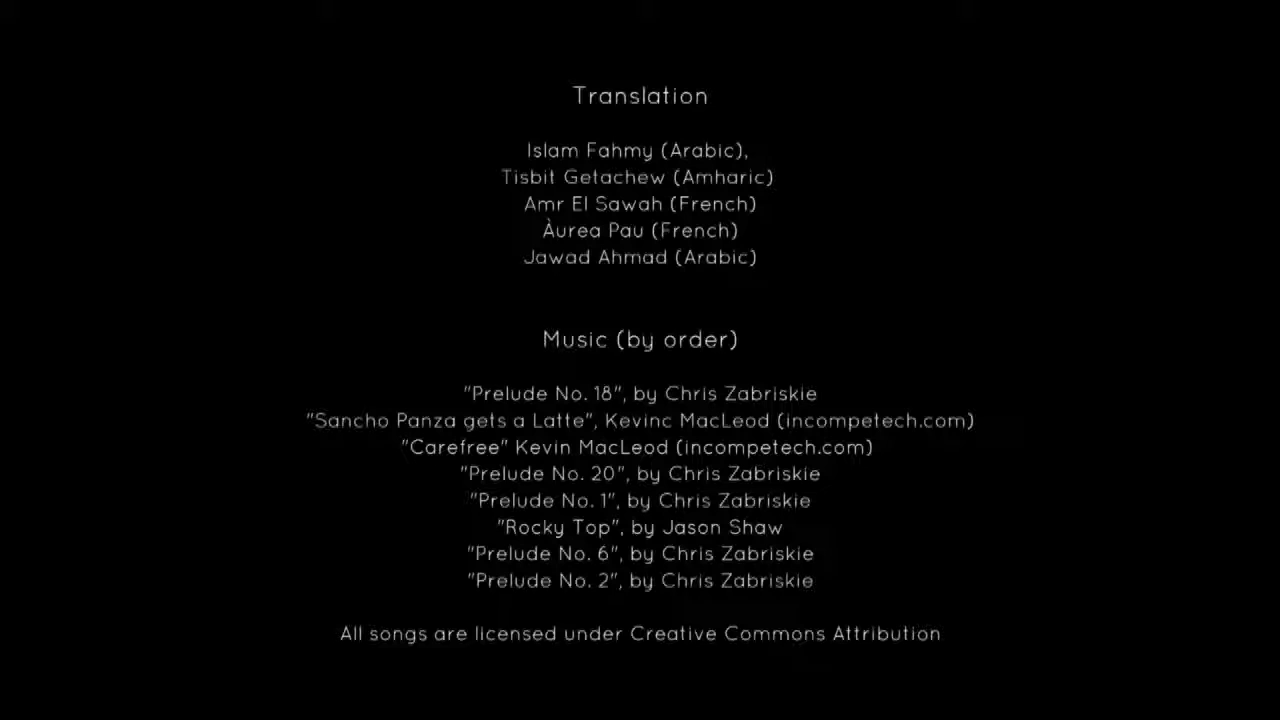 Translation
Islam Fahmy (Arabic),
Tisbit Getachew (Amharic)
Amr El Sawah (French)
Àurea Pau (French)
Jawad Ahmad (Arabic)
Music (by order)
"Prelude No. 18", by Chris Zabriskie
"Sancho Panza gets a Latte", Kevinc MacLeod (incompetech.com)
"Carefree" Kevin MacLeod (incompetech.com)
"Prelude No. 20", by Chris Zabriskie
"Prelude No. 1", by Chris Zabriskie
"Rocky Top", by Jason Shaw
"Prelude No. 6", by Chris Zabriskie
"Prelude No. 2", by Chris Zabriskie
All songs are licensed under Creative Commons Attribution